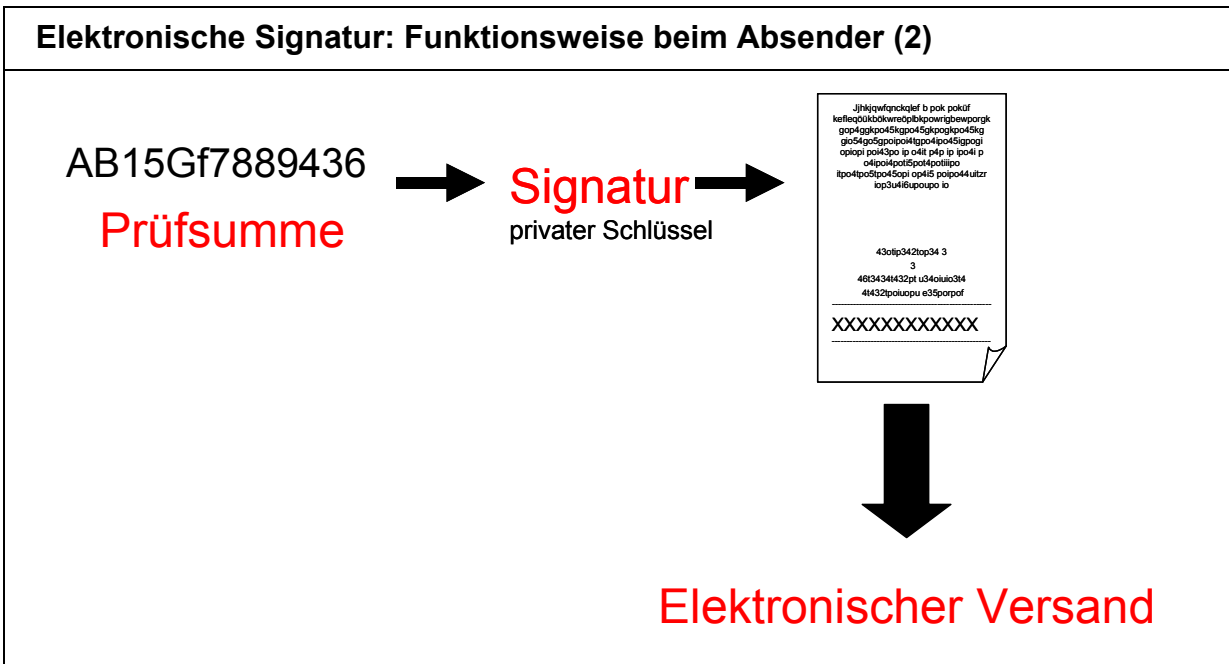 Elektronische Signatur: Funktionsweise beim Absender (2)
AB15Gf7889436
Prüfsumme
Signatur
privater Schlüssel
Jjhkjqwfqnckqlef b pok poküf
kefleqöükbökwreöplbkpowrigbewporgk
gop4ggkpo45kgpo45gkpogkpo45kg
gio54go5gpoipoi4tgpo4ipo45igpogi
opiopi poi43po ip o4it p4p ip ipo4i p
o4ipoi4poti5pot4potiiipo
itpo4tpo5tpo45opi op4i5 poipo44uitzr
iop3u4i6upoupo io
43otip342top34 3
3
46t3434t432pt u34oiuio3t4
4t432tpoiuopu e35porpof
XXXXXXXXXXXX
Elektronischer Versand